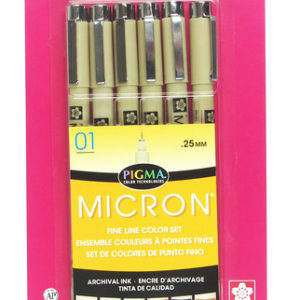 01
.25MM
PIGMA
COLOR TECHNOLOGIES
MICRON
FINE LINE COLOR SET
ENSEMBLE COULEURS À POINTES FINES
SET DE COLORES DE PUNTO FINO
ARCHIVAL INK · ENCRE D'ARCHIVAGE
TINTA DE CALIDAD
AP